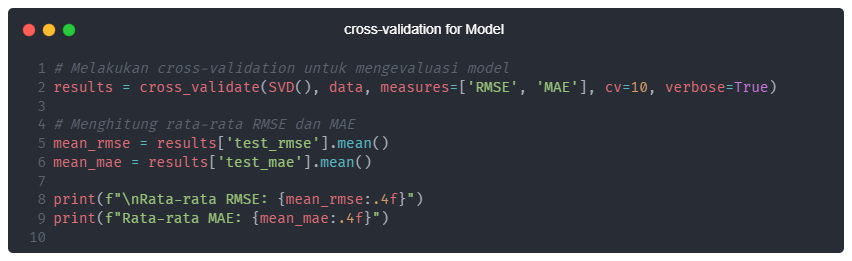 cross-validation for Model
1 # Melakukan cross-validation untuk mengevaluasi model
2 results = cross_validate(SVD(), data, measures=['RMSE', 'MAE'], cv=10, verbose=True)
3
4 # Menghitung rata-rata RMSE dan MAE
5 mean_rmse = results['test_rmse'].mean()
6 mean_mae = results['test_mae'].mean()
7
8 print(f"\nRata-rata RMSE: {mean_rmse:.4f}")
9 print(f"Rata-rata MAE: {mean_mae:.4f}")
10